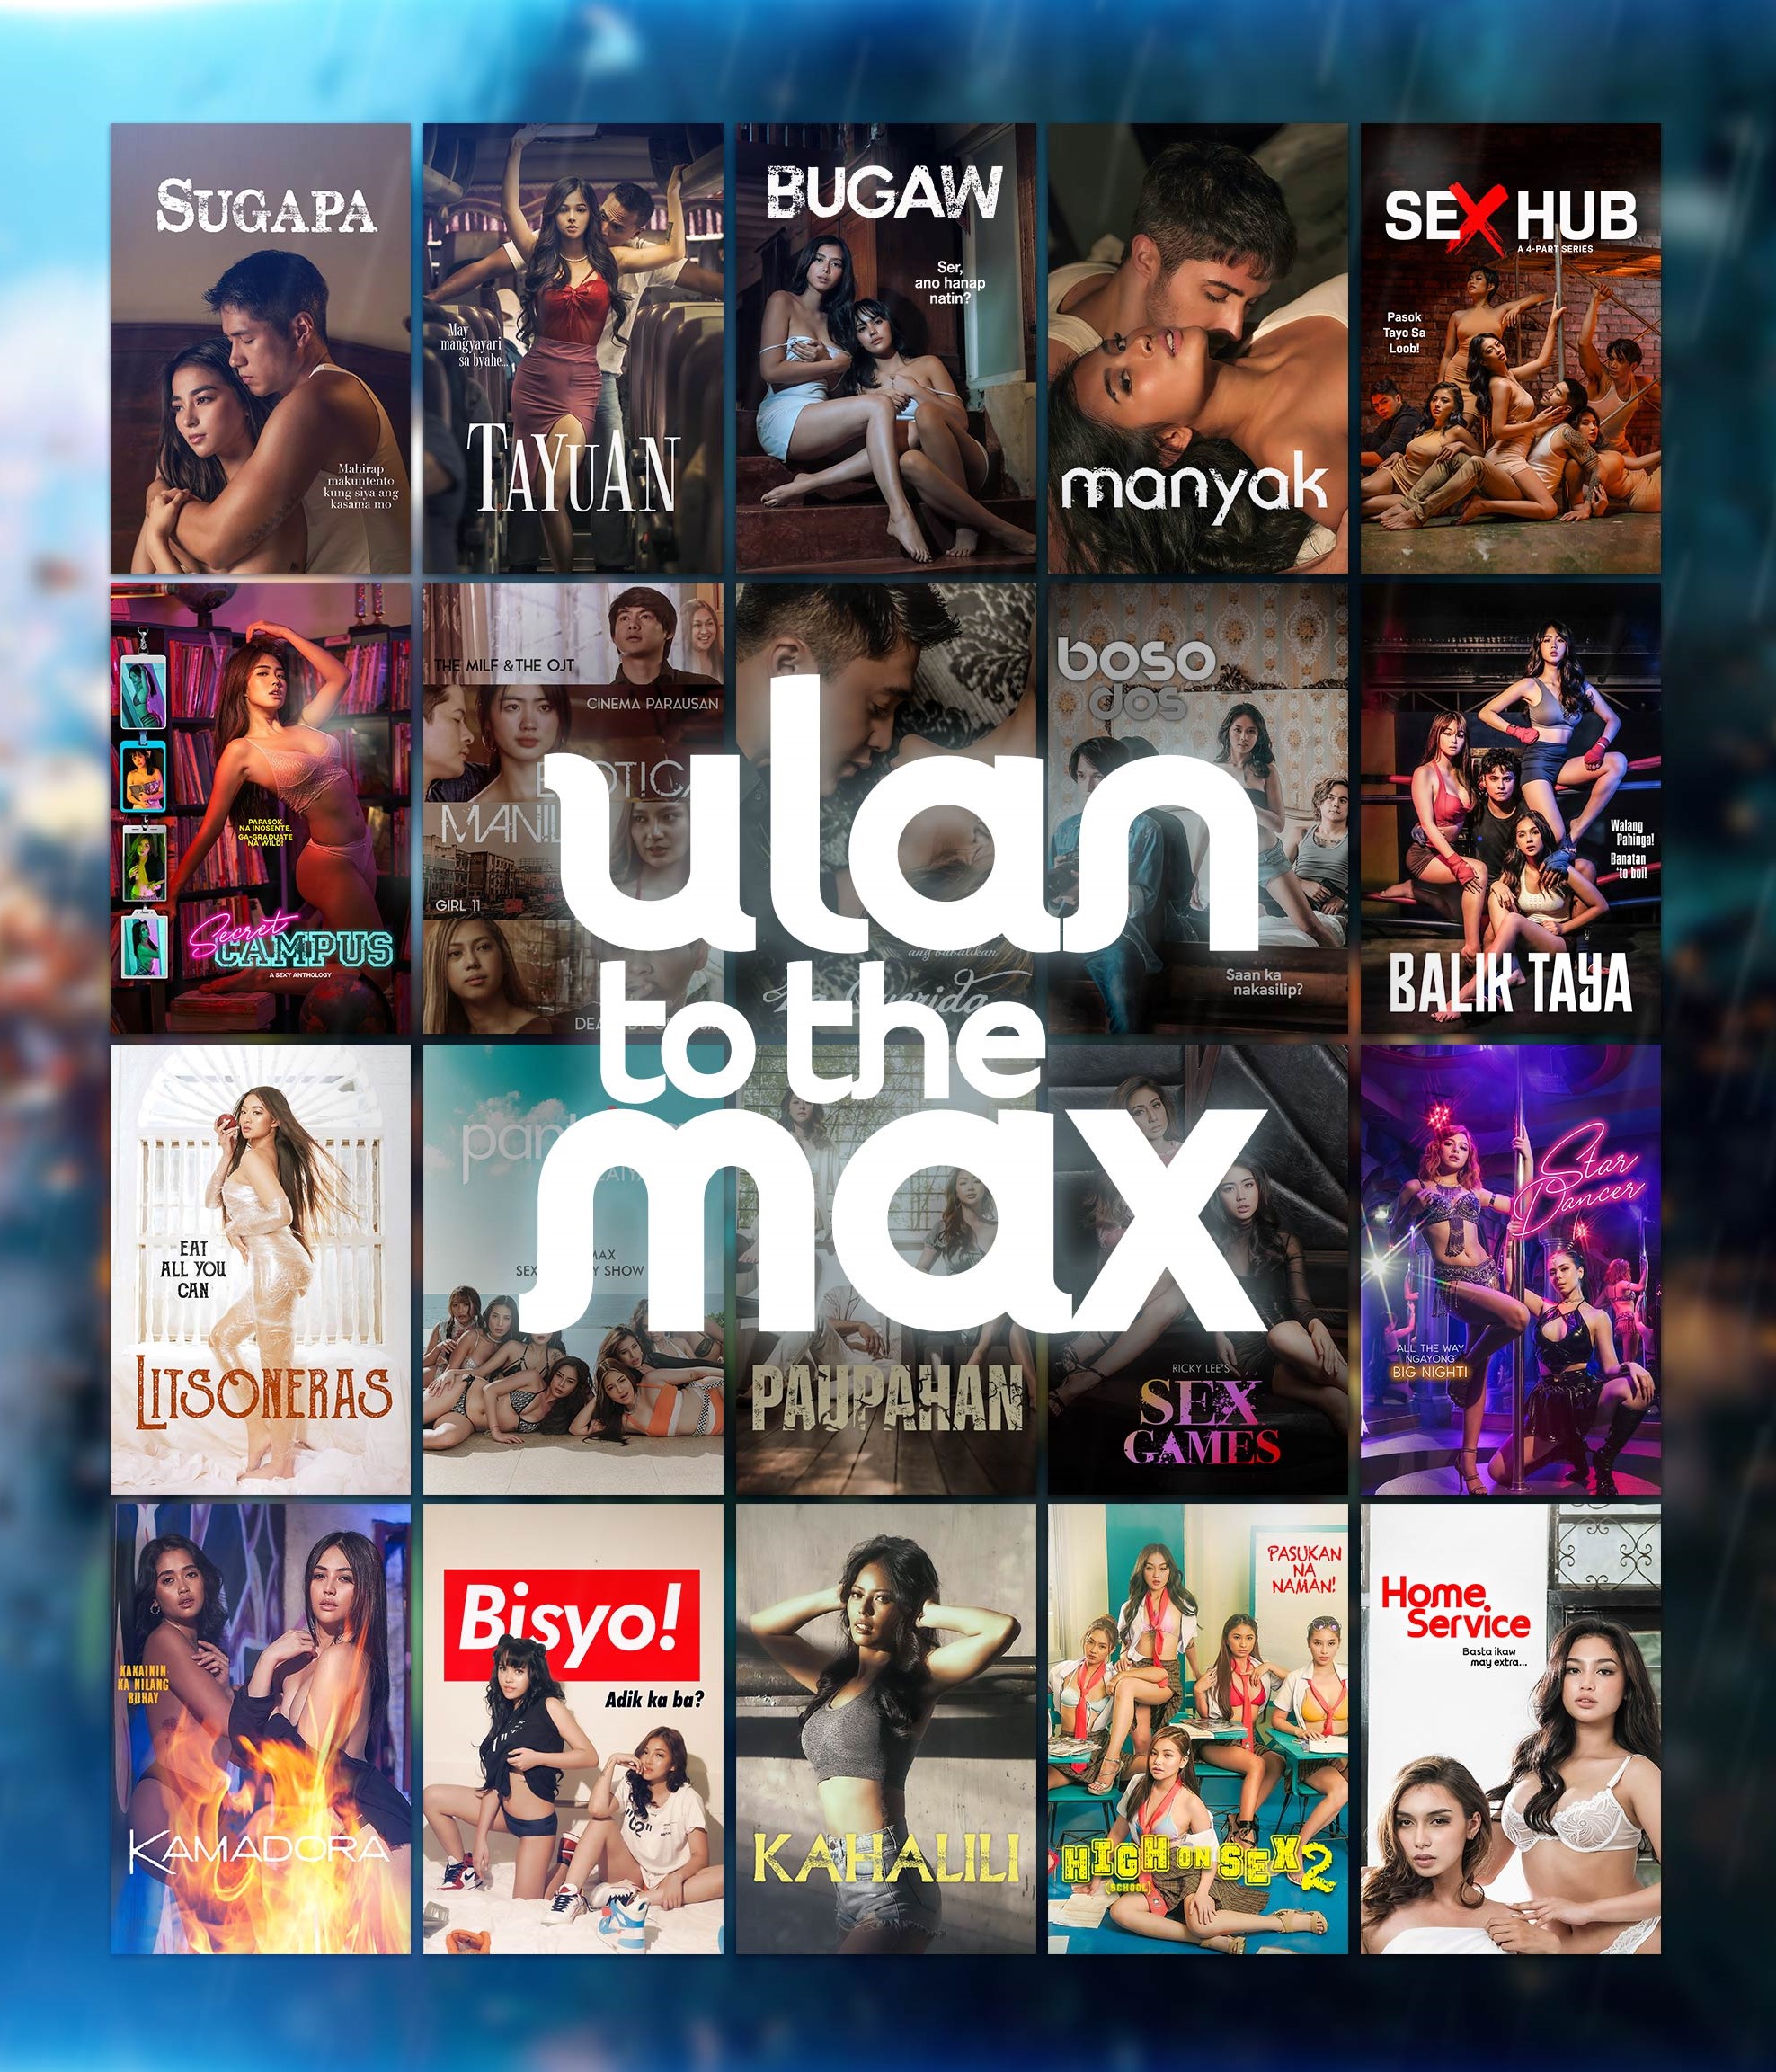 SUGAPA
Mahirap
makuntento
kung siya ang
kasama mo
May
mangyayari
sa byahe...
TAYUAN
BUGAW
Ser,
ano hanap
natin?
manyak
SEX HUB
A 4-PART SERIES
Pasok
Tayo Sa
Loob!
PAPASOK
NA INOSENTE,
GA-GRADUATE
NA WILD!
Secret
CAMPUS
A SEXY ANTHOLOGY
THE MILF & THE OJT
CINEMA PARAUSAN
GIRL 11
ang babalikan
boso
dos
Saan ka
nakasilip?
Walang
Pahinga!
Banatan
'to bol!
BALIK TAYA
ulan
to the
max
EAT
ALL YOU
CAN
LITSONERAS
PAUPAHAN
RICKY LEE'S
SEX
GAMES
Star
Dancer
ALL THE WAY
NGAYONG
BIG NIGHT!
KAKAININ
KA NILANG
BUHAY
KAMADORA
Bisyo!
Adik ka ba?
KAHALILI
PASUKAN
NA
NAMAN!
HIGH ON SEX 2
(SCHOOL)
Home
Service
Basta ikaw
may extra...